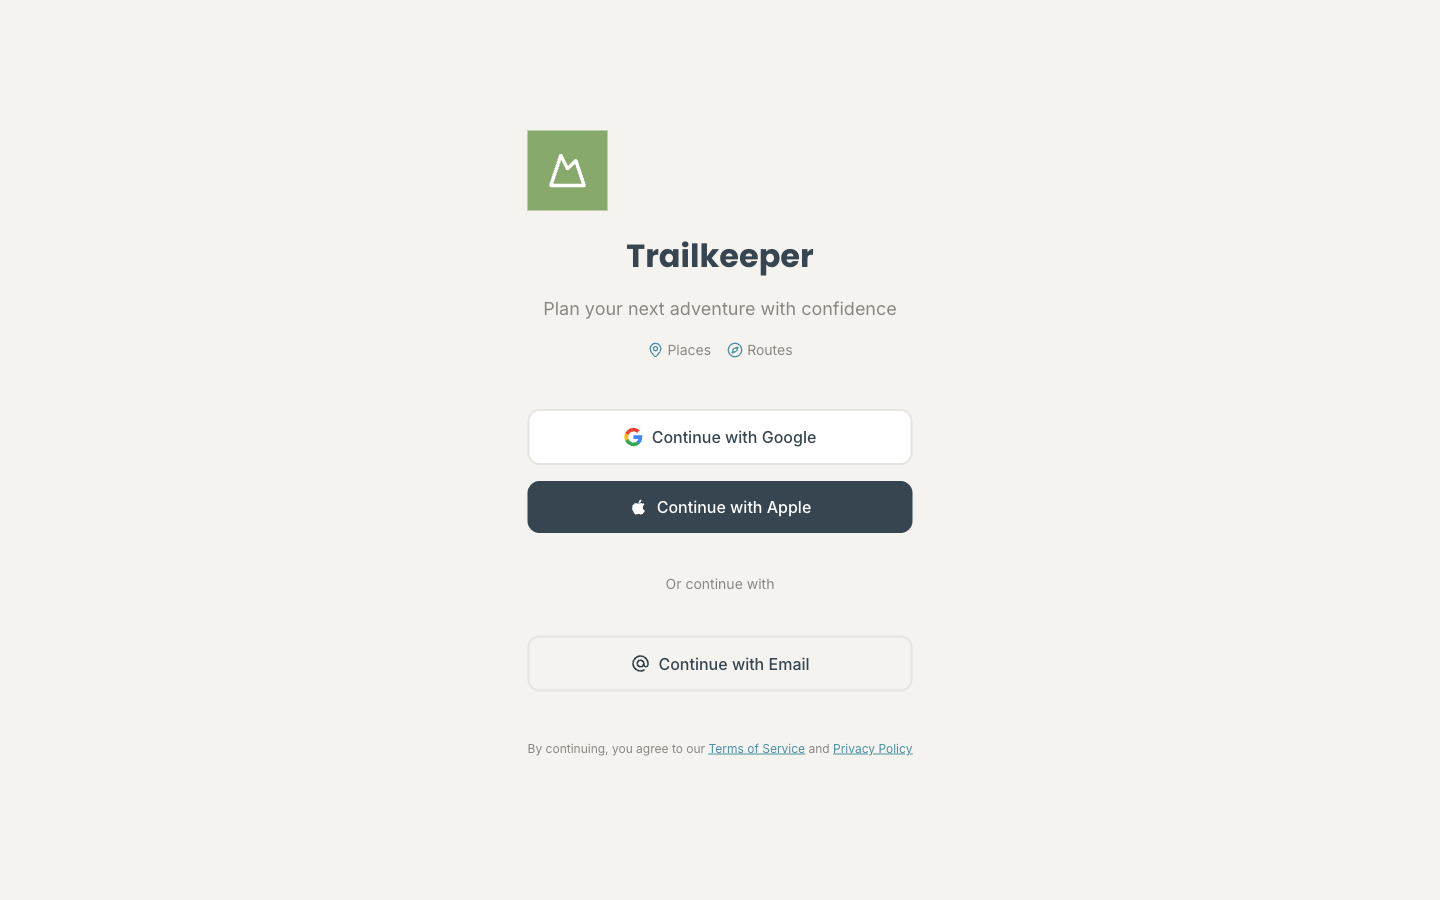 Trailkeeper
Plan your next adventure with confidence
Places Routes
Continue with Google
Continue with Apple
Or continue with
Continue with Email
By continuing, you agree to our Terms of Service and Privacy Policy